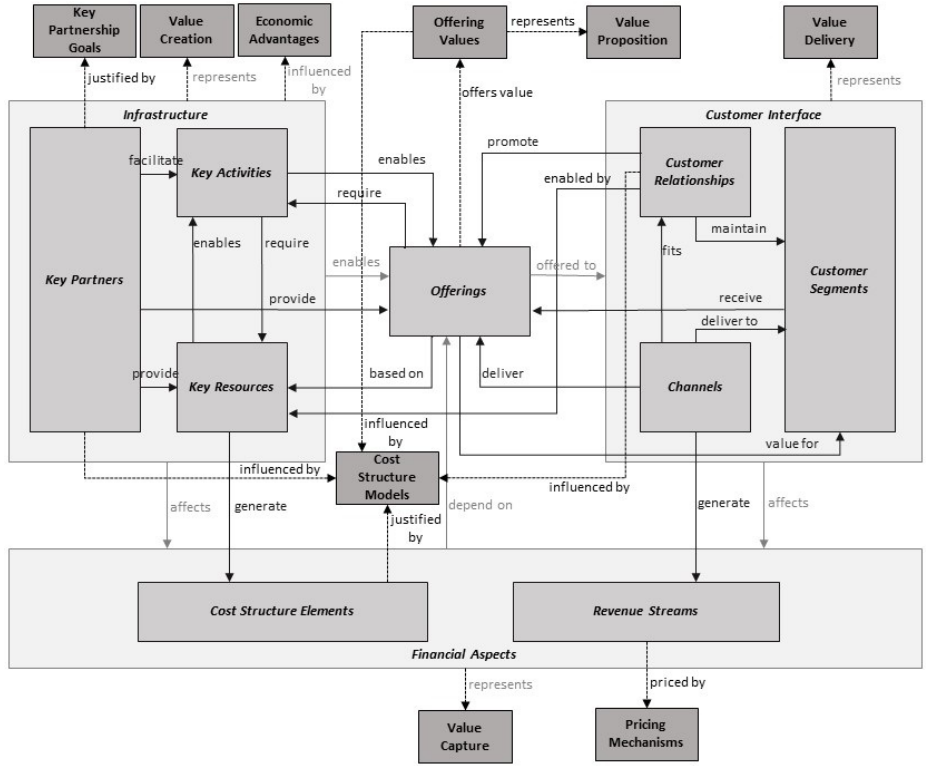 Key
Partnership
Goals
Value
Creation
Economic
Advantages
Offering
Values
represents
Value
Proposition
Value
Delivery
justified by
represents
influenced
by
offers value
represents
Infrastructure
Customer Interface
facilitate
Key Activities
enables
promote
Customer
Relationships
require
enabled by
enables
require
maintain
fits
Key Partners
enables
Offerings
offered to
Customer
Segments
provide
receive
deliver to
provide
Key Resources
based on
deliver
Channels
influenced
by
value for
influenced by
Cost
Structure
Models
influenced by
affects
generate
justified
by
depend on
generate
affects
Cost Structure Elements
Revenue Streams
Financial Aspects
represents
priced by
Value
Capture
Pricing
Mechanisms